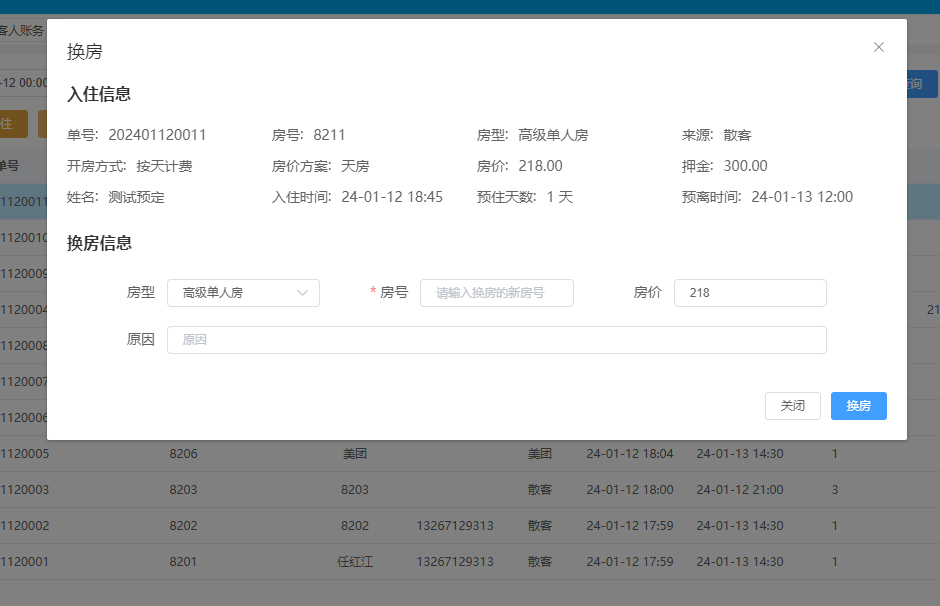 客人账务
换房
-12 00:00
询
住
入住信息
单号: 202401120011 房号: 8211 房型: 高级单人房 来源: 散客
开房方式: 按天计费 房价方案: 天房 房价: 218.00 押金: 300.00
姓名: 测试预定 入住时间: 24-01-12 18:45 预住天数: 1 天 预离时间: 24-01-13 12:00
换房信息
房型 高级单人房 * 房号 请输入换房的新房号 房价 218
原因 原因
关闭 换房
单号
1120011
1120010
1120009
1120004 21
1120008
1120007
1120006
1120005 8206 美团 美团 24-01-12 18:04 24-01-13 14:30 1
1120003 8203 8203 散客 24-01-12 18:00 24-01-12 21:00 3
1120002 8202 8202 13267129313 散客 24-01-12 17:59 24-01-13 14:30 1
1120001 8201 任红江 13267129313 散客 24-01-12 17:59 24-01-13 14:30 1